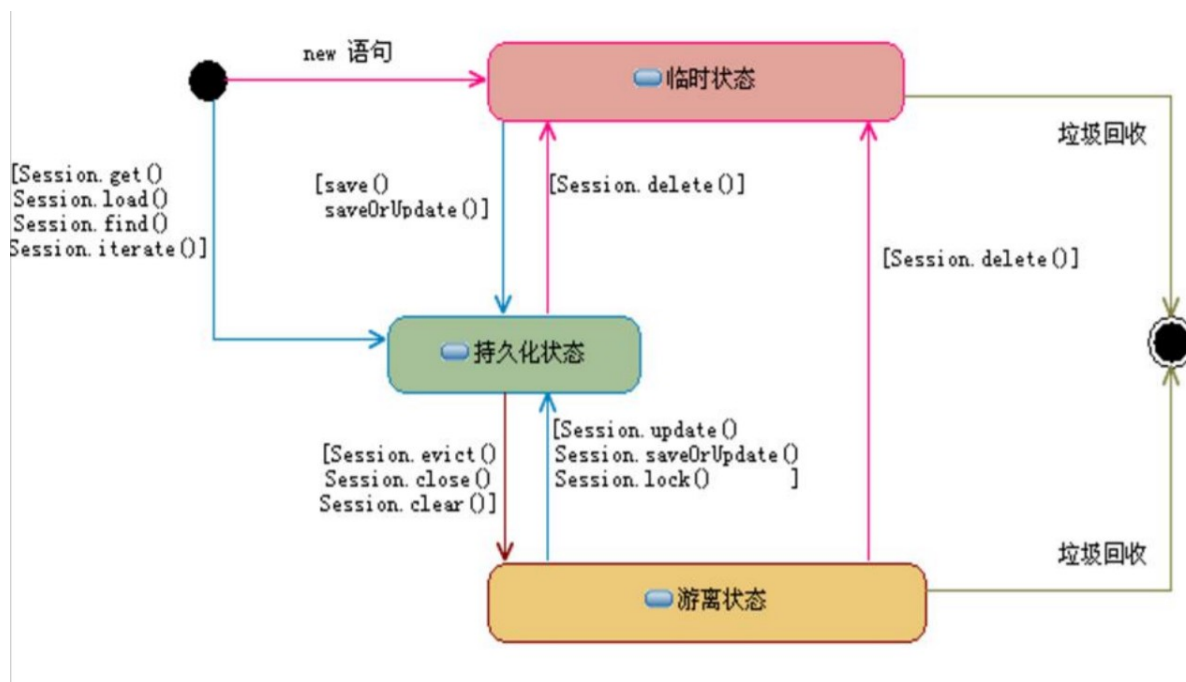 new 语句
临时状态
垃圾回收
[Session.get()
Session.load()
Session.find()
Session.iterate()]
[save()
saveOrUpdate()]
[Session.delete()]
[Session.delete()]
持久化状态
[Session.evict()
Session.close()
Session.clear()]
[Session.update()
Session.saveOrUpdate()
Session.lock() ]
垃圾回收
游离状态